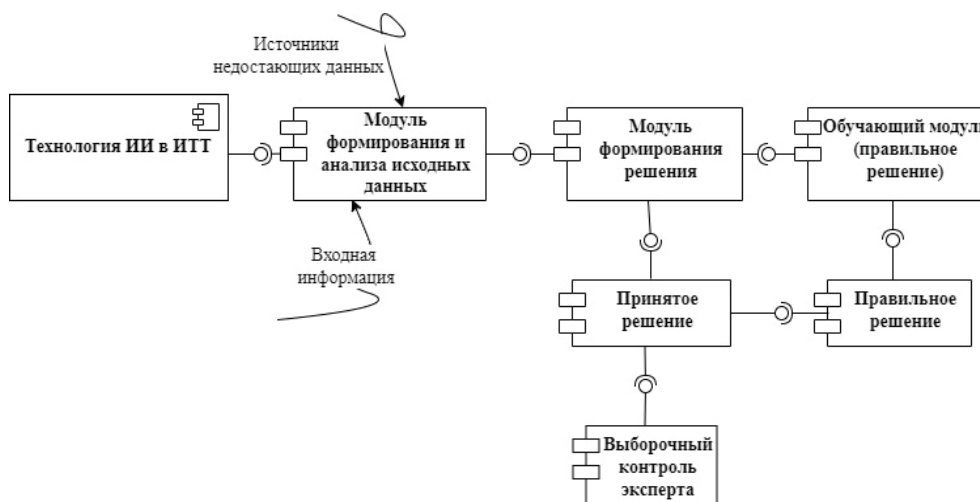 Источники
недостающих данных
Технология ИИ в ИТТ
Модуль
формирования и
анализа исходных
данных
Модуль
формирования
решения
Обучающий модуль
(правильное
решение)
Входная
информация
Принятое
решение
Правильное
решение
Выборочный
контроль
эксперта